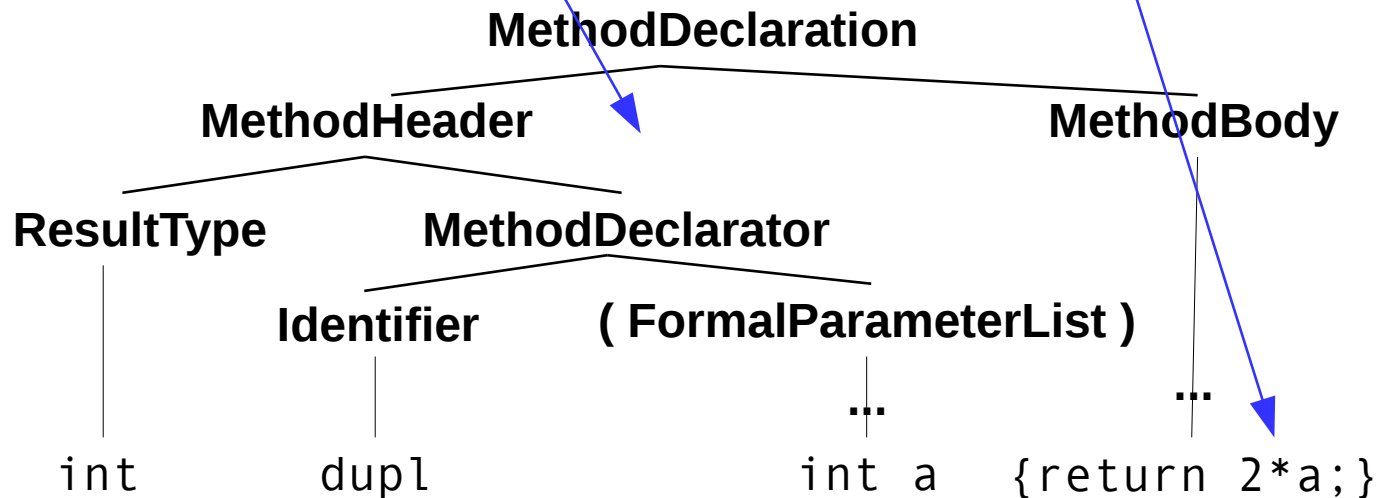 MethodDeclaration
MethodHeader MethodBody
ResultType MethodDeclarator
Identifier ( FormalParameterList )
... ...
int dupl int a {return 2*a;}